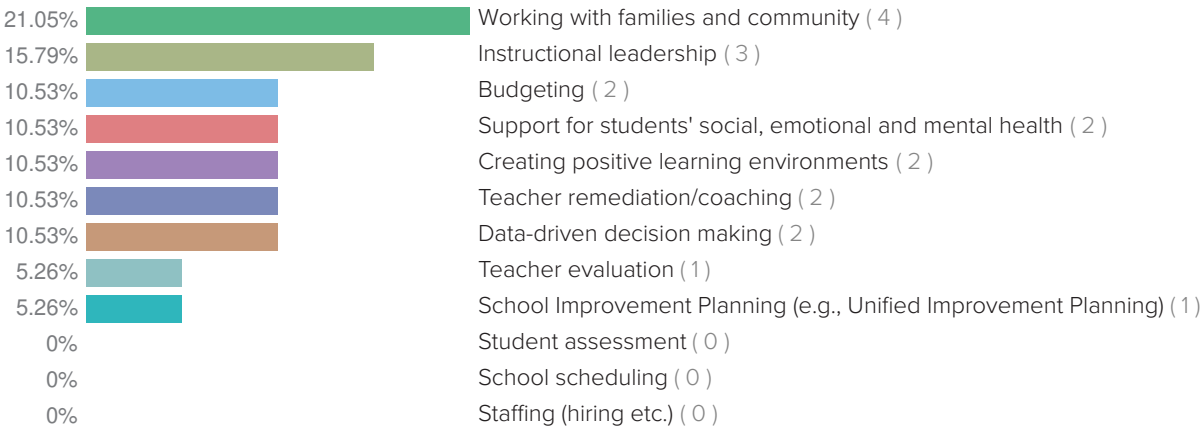 21.05% Working with families and community ( 4 )
15.79% Instructional leadership ( 3 )
10.53% Budgeting ( 2 )
10.53% Support for students' social, emotional and mental health ( 2 )
10.53% Creating positive learning environments ( 2 )
10.53% Teacher remediation/coaching ( 2 )
10.53% Data-driven decision making ( 2 )
5.26% Teacher evaluation ( 1 )
5.26% School Improvement Planning (e.g., Unified Improvement Planning) ( 1 )
0% Student assessment ( 0 )
0% School scheduling ( 0 )
0% Staffing (hiring etc.) ( 0 )